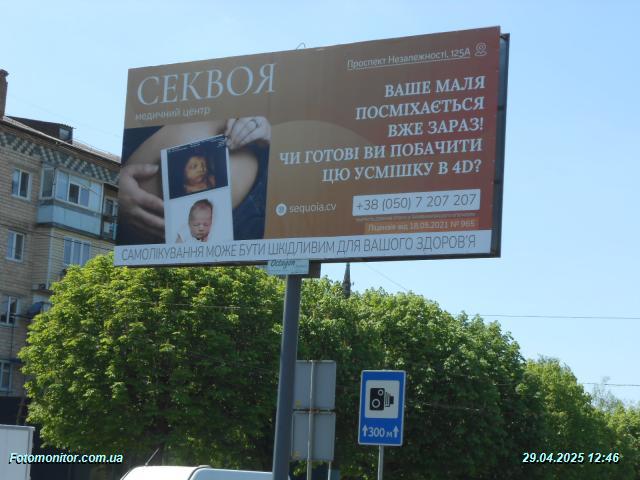 СЕКВОЯ
медичний центр
Проспект Незалежності, 125А
ВАШЕ МАЛЯ
ПОСМІХАЄТЬСЯ
ВЖЕ ЗАРАЗ!
ЧИ ГОТОВІ ВИ ПОБАЧИТИ
ЦЮ УСМІШКУ В 4D?
sequoia.cv
+38 (050) 7 207 207
Ліцензія від 18.03.2021 № 965
САМОЛІКУВАННЯ МОЖЕ БУТИ ШКІДЛИВИМ ДЛЯ ВАШОГО ЗДОРОВ'Я
Octagon
300 м
Fotomonitor.com.ua
29.04.2025 12:46